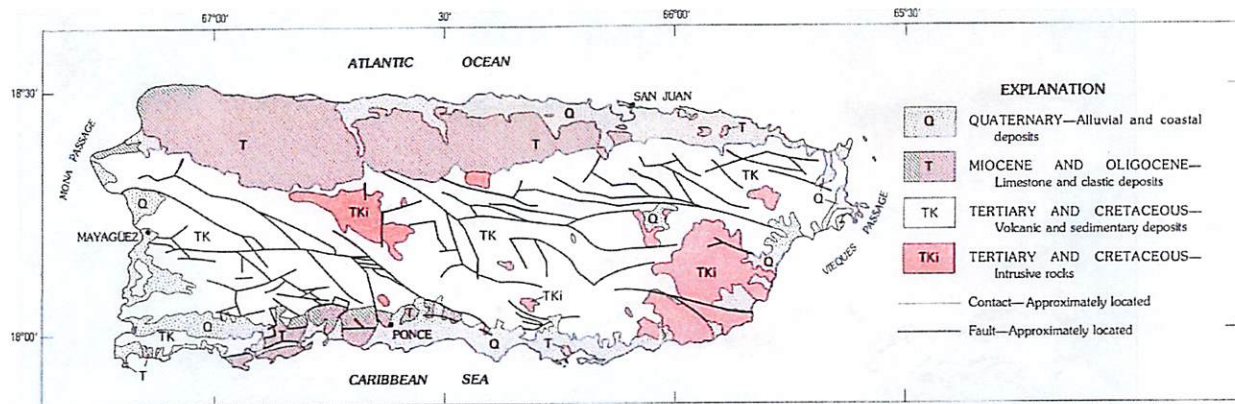 67°00'
30'
66°00'
65°30'
ATLANTIC OCEAN
18°30'
SAN JUAN
EXPLANATION
Q
Q QUATERNARY—Alluvial and coastal
deposits
MONA PASSAGE
T
T
T
T MIOCENE AND OLIGOCENE—
Limestone and clastic deposits
TK
Q
Q
TKi
Q
TK TERTIARY AND CRETACEOUS—
Volcanic and sedimentary deposits
MAYAGÜEZ
TK
TK
VIEQUES PASSAGE
Q
TKi
TKi TERTIARY AND CRETACEOUS—
Intrusive rocks
TKi
Contact—Approximately located
T
Q
T
PONCE
Fault—Approximately located
18°00'
TK
Q
T
T
CARIBBEAN SEA